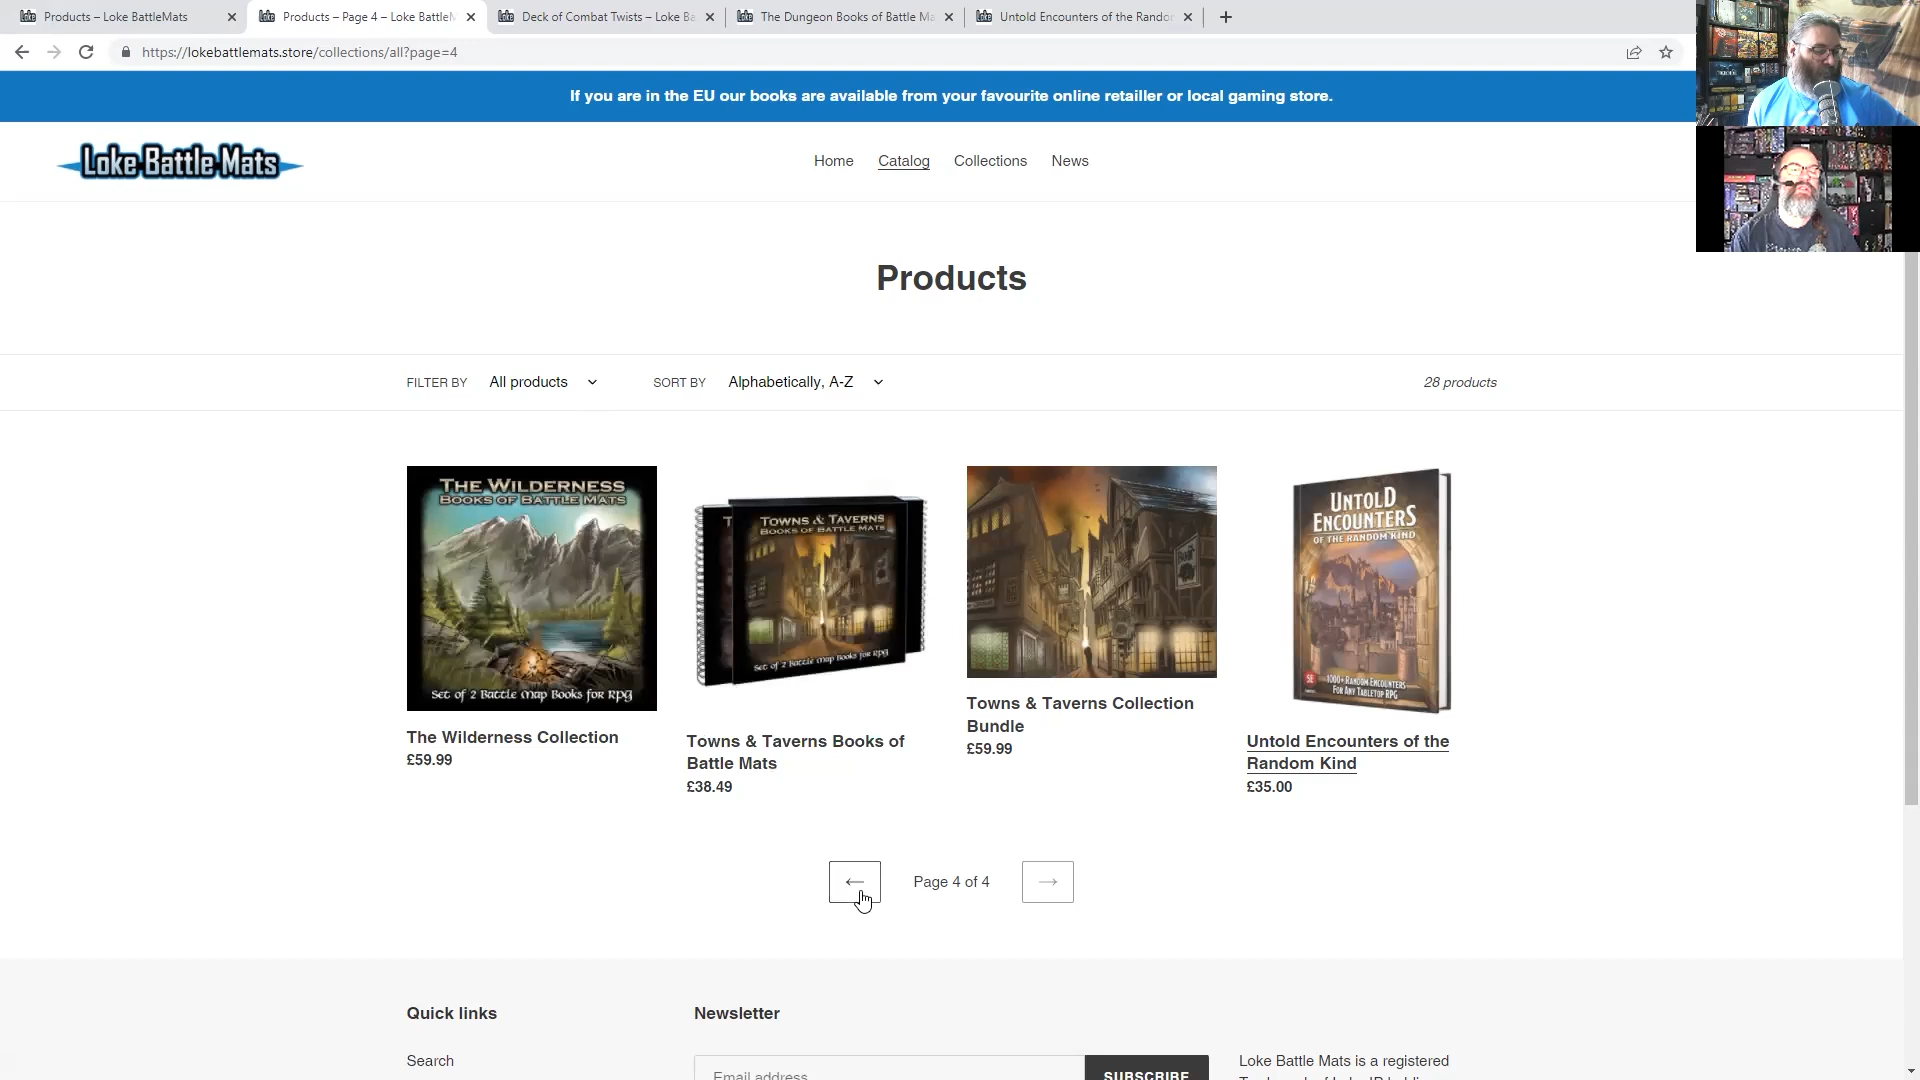 Products – Loke BattleMats
Products – Page 4 – Loke BattleM
Deck of Combat Twists – Loke Ba
The Dungeon Books of Battle Ma
Untold Encounters of the Randor
https://lokebattlemats.store/collections/all?page=4
If you are in the EU our books are available from your favourite online retailler or local gaming store.
Loke Battle Mats
Home
Catalog
Collections
News
Products
FILTER BY All products
SORT BY Alphabetically, A-Z
28 products
THE WILDERNESS
BOOKS OF BATTLE MATS
SET OF 2 BATTLE MAP BOOKS FOR RPG
The Wilderness Collection
£59.99
TOWNS & TAVERNS
BOOKS OF BATTLE MATS
SET OF 2 BATTLE MAP BOOKS FOR RPG
Towns & Taverns Books of
Battle Mats
£38.49
Towns & Taverns Collection
Bundle
£59.99
UNTOLD
ENCOUNTERS
OF THE RANDOM KIND
5E
1000+ RANDOM ENCOUNTERS
FOR ANY TABLETOP RPG
Untold Encounters of the
Random Kind
£35.00
←
Page 4 of 4
→
Quick links
Search
Newsletter
Email address
SUBSCRIBE
Loke Battle Mats is a registered